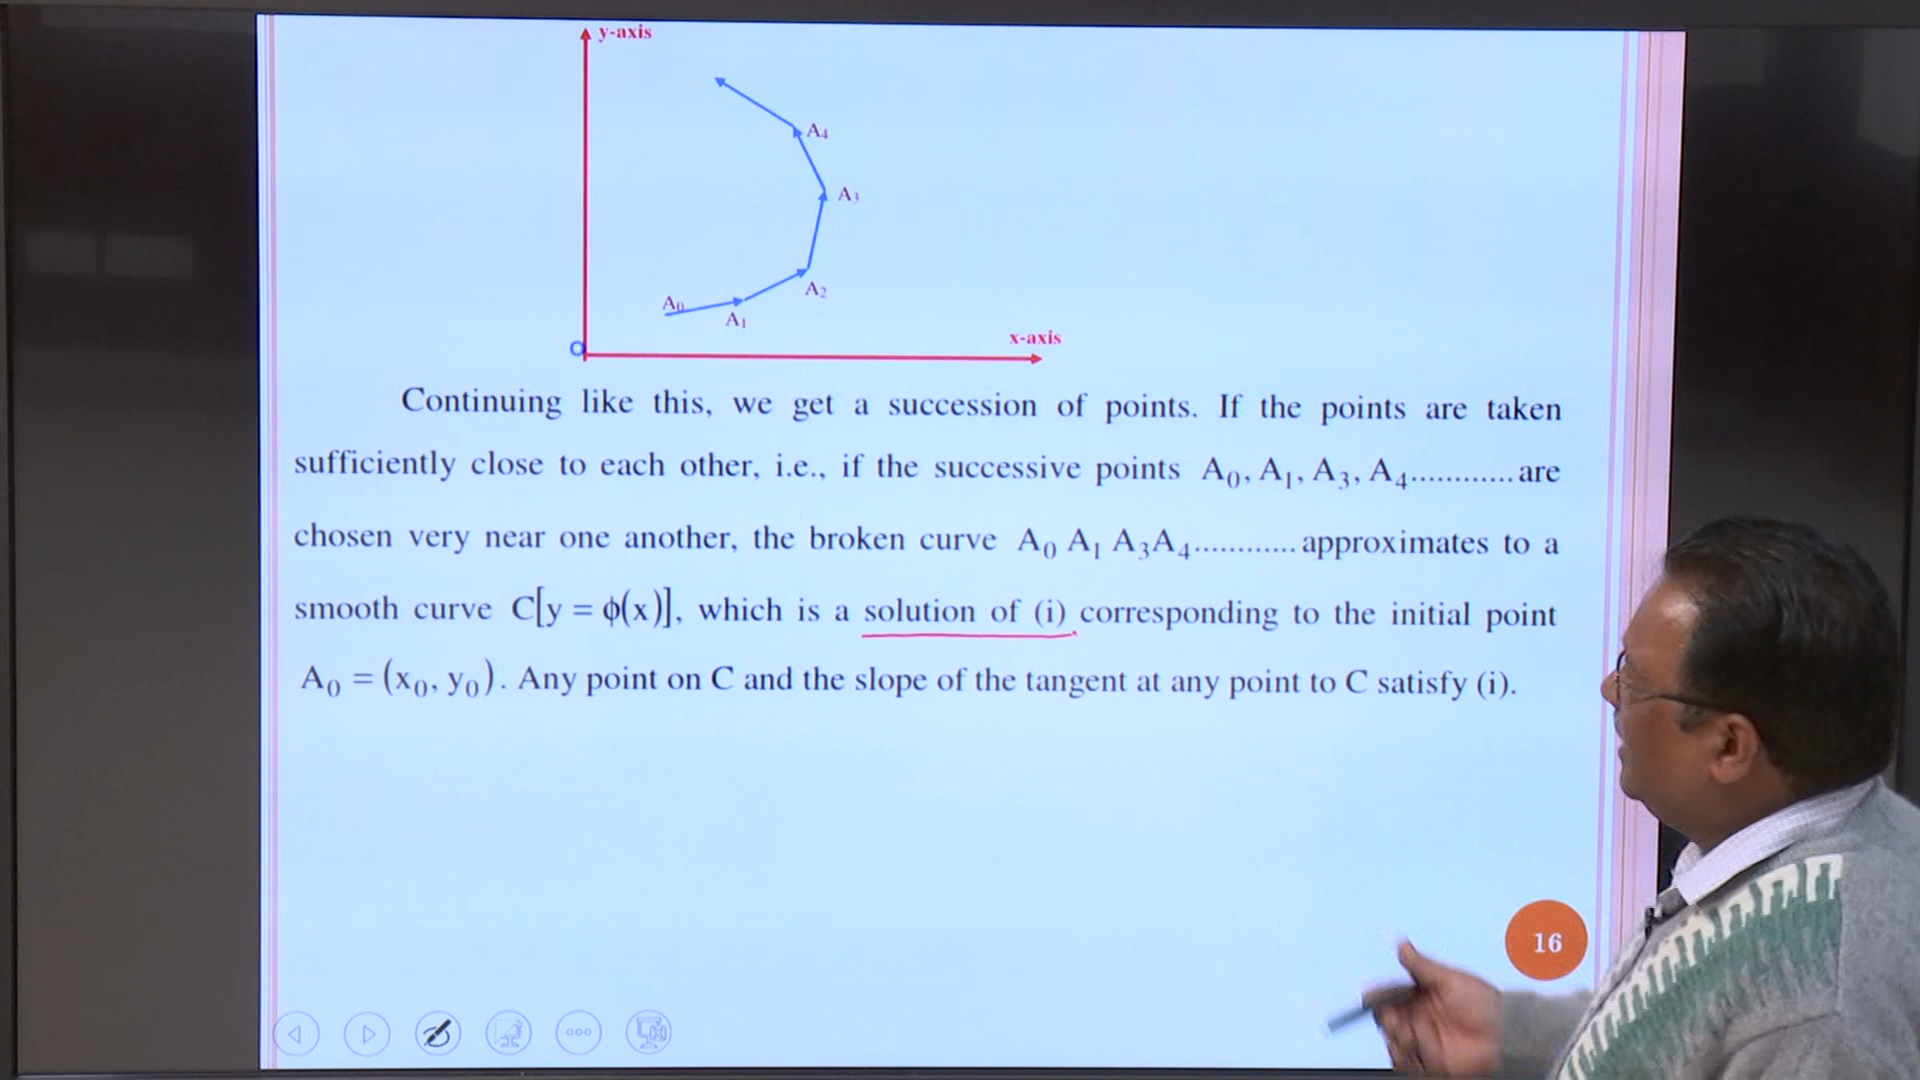 y-axis
A₄
A₃
A₂
A₀
A₁
O
x-axis
Continuing like this, we get a succession of points. If the points are taken
sufficiently close to each other, i.e., if the successive points A₀, A₁, A₃, A₄............ are
chosen very near one another, the broken curve A₀ A₁ A₃A₄............ approximates to a
smooth curve C[y = ϕ(x)], which is a solution of (i) corresponding to the initial point
A₀ = (x₀, y₀). Any point on C and the slope of the tangent at any point to C satisfy (i).
16